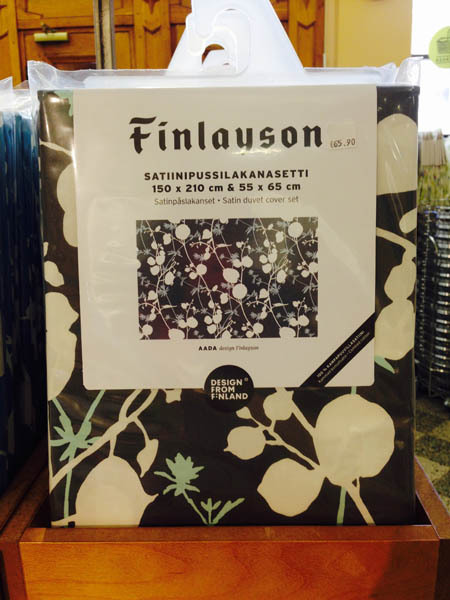 Finlayson
€65.90
SATIINIPUSSILAKANASETTI
150 x 210 cm & 55 x 65 cm
Satinpåslakanset • Satin duvet cover set
AADA design Finlayson
DESIGN
FROM
FINLAND